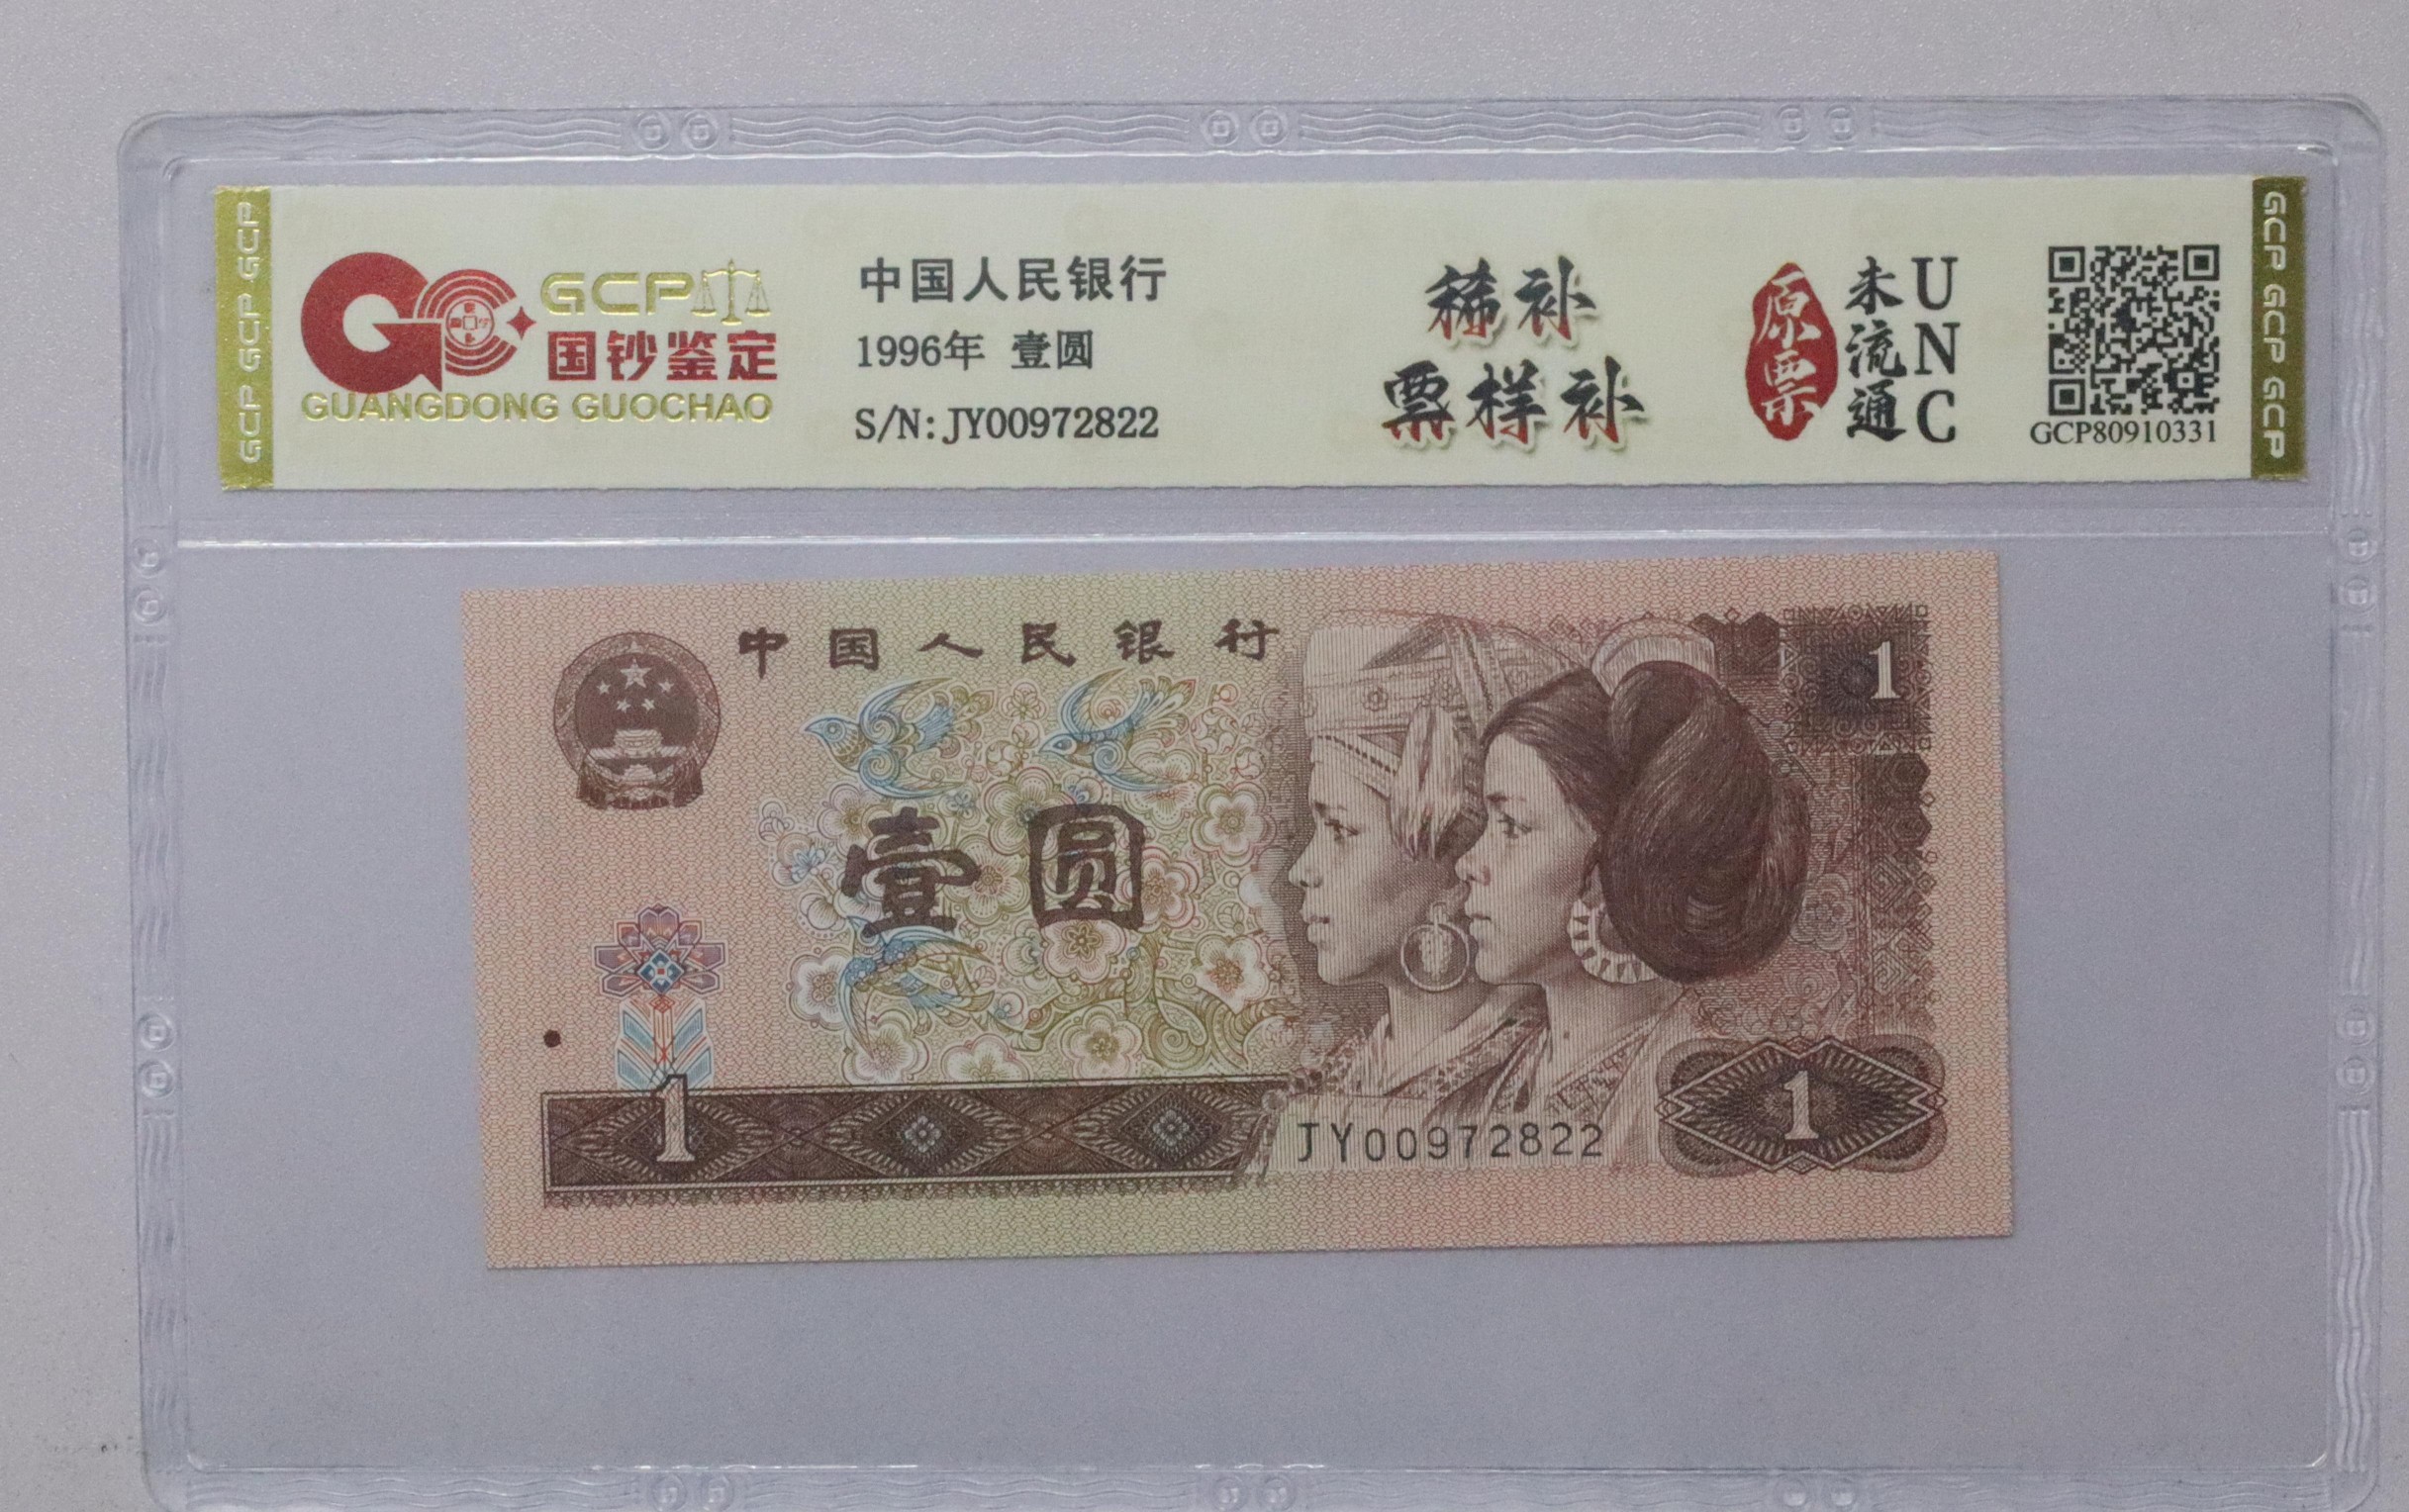 GCP GCP GCP
GCP
国钞鉴定
GUANGDONG GUOCHAO
中国人民银行
1996年 壹圆
S/N: JY00972822
稀补
票样补
原票
未流通
UNC
GCP80910331
GCP GCP GCP
中国人民银行
1
壹圆
1
JY00972822
1